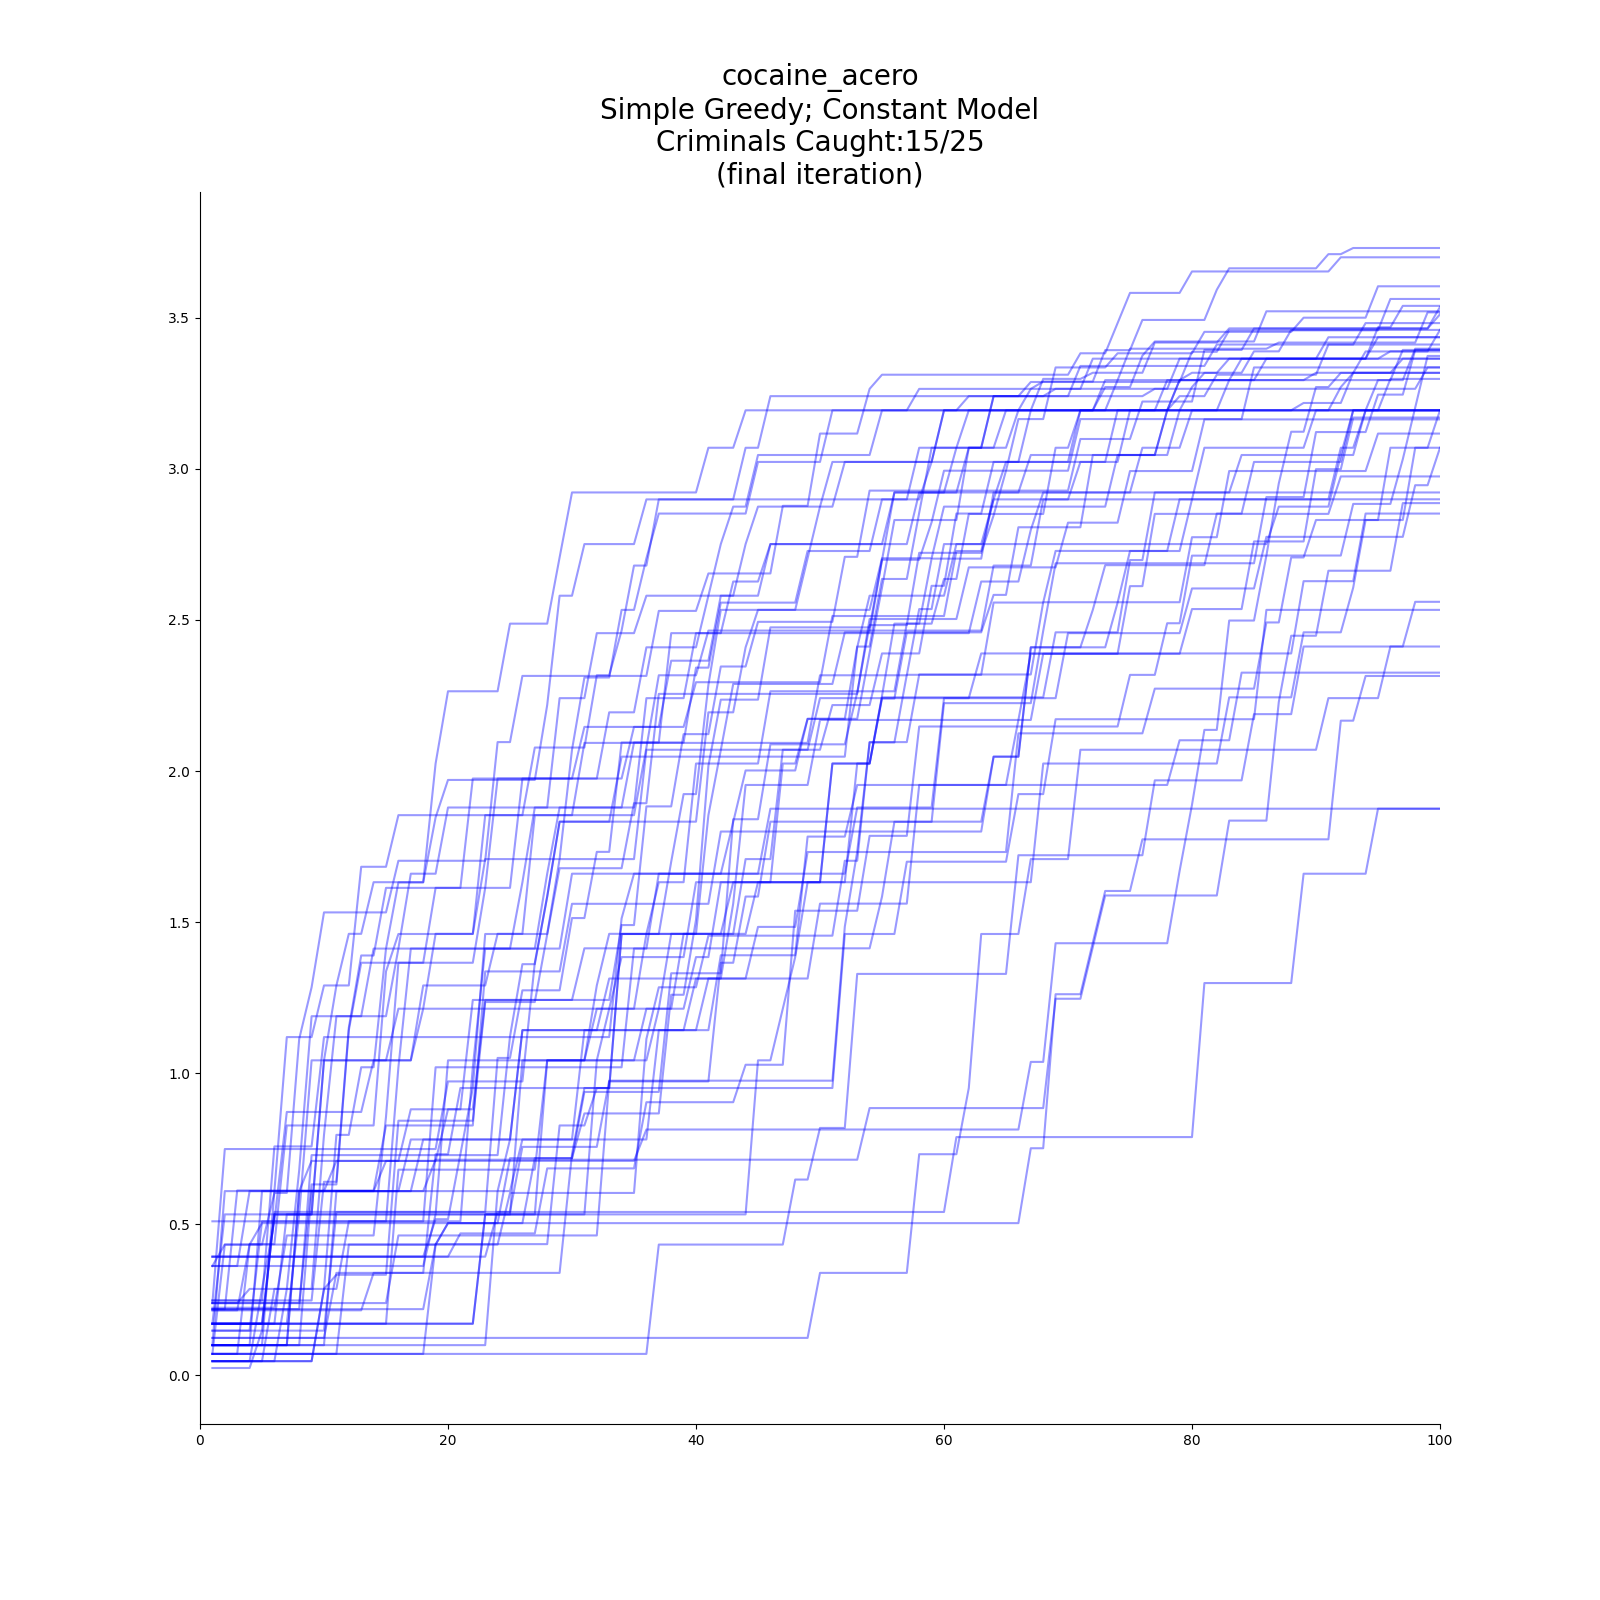 cocaine_acero
Simple Greedy; Constant Model
Criminals Caught:15/25
(final iteration)
3.5
3.0
2.5
2.0
1.5
1.0
0.5
0.0
0 20 40 60 80 100